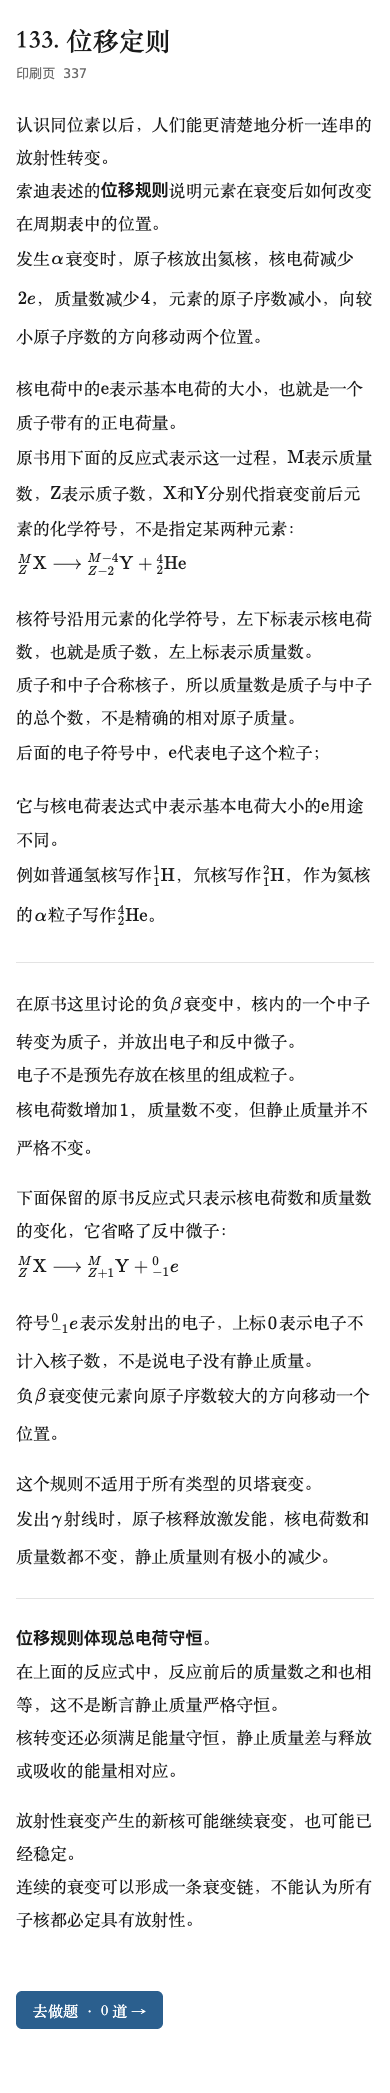 133. 位移定则
印刷页 337
认识同位素以后，人们能更清楚地分析一连串的
放射性转变。
索迪表述的位移规则说明元素在衰变后如何改变
在周期表中的位置。
发生α衰变时，原子核放出氦核，核电荷减少
2e，质量数减少4，元素的原子序数减小，向较
小原子序数的方向移动两个位置。
核电荷中的e表示基本电荷的大小，也就是一个
质子带有的正电荷量。
原书用下面的反应式表示这一过程，M表示质量
数，Z表示质子数，X和Y分别代指衰变前后元
素的化学符号，不是指定某两种元素：
$^{M}_{Z}\mathrm{X} \longrightarrow ^{M-4}_{Z-2}\mathrm{Y} + ^{4}_{2}\mathrm{He}$
核符号沿用元素的化学符号，左下标表示核电荷
数，也就是质子数，左上标表示质量数。
质子和中子合称核子，所以质量数是质子与中子
的总个数，不是精确的相对原子质量。
后面的电子符号中，e代表电子这个粒子；
它与核电荷表达式中表示基本电荷大小的e用途
不同。
例如普通氢核写作$^{1}_{1}\mathrm{H}$，氘核写作$^{2}_{1}\mathrm{H}$，作为氦核
的α粒子写作$^{4}_{2}\mathrm{He}$。
在原书这里讨论的负β衰变中，核内的一个中子
转变为质子，并放出电子和反中微子。
电子不是预先存放在核里的组成粒子。
核电荷数增加1，质量数不变，但静止质量并不
严格不变。
下面保留的原书反应式只表示核电荷数和质量数
的变化，它省略了反中微子：
$^{M}_{Z}\mathrm{X} \longrightarrow ^{M}_{Z+1}\mathrm{Y} + ^{0}_{-1}e$
符号$^{0}_{-1}e$表示发射出的电子，上标0表示电子不
计入核子数，不是说电子没有静止质量。
负β衰变使元素向原子序数较大的方向移动一个
位置。
这个规则不适用于所有类型的贝塔衰变。
发出γ射线时，原子核释放激发能，核电荷数和
质量数都不变，静止质量则有极小的减少。
位移规则体现总电荷守恒。
在上面的反应式中，反应前后的质量数之和也相
等，这不是断言静止质量严格守恒。
核转变还必须满足能量守恒，静止质量差与释放
或吸收的能量相对应。
放射性衰变产生的新核可能继续衰变，也可能已
经稳定。
连续的衰变可以形成一条衰变链，不能认为所有
子核都必定具有放射性。
去做题 · 0 道 →